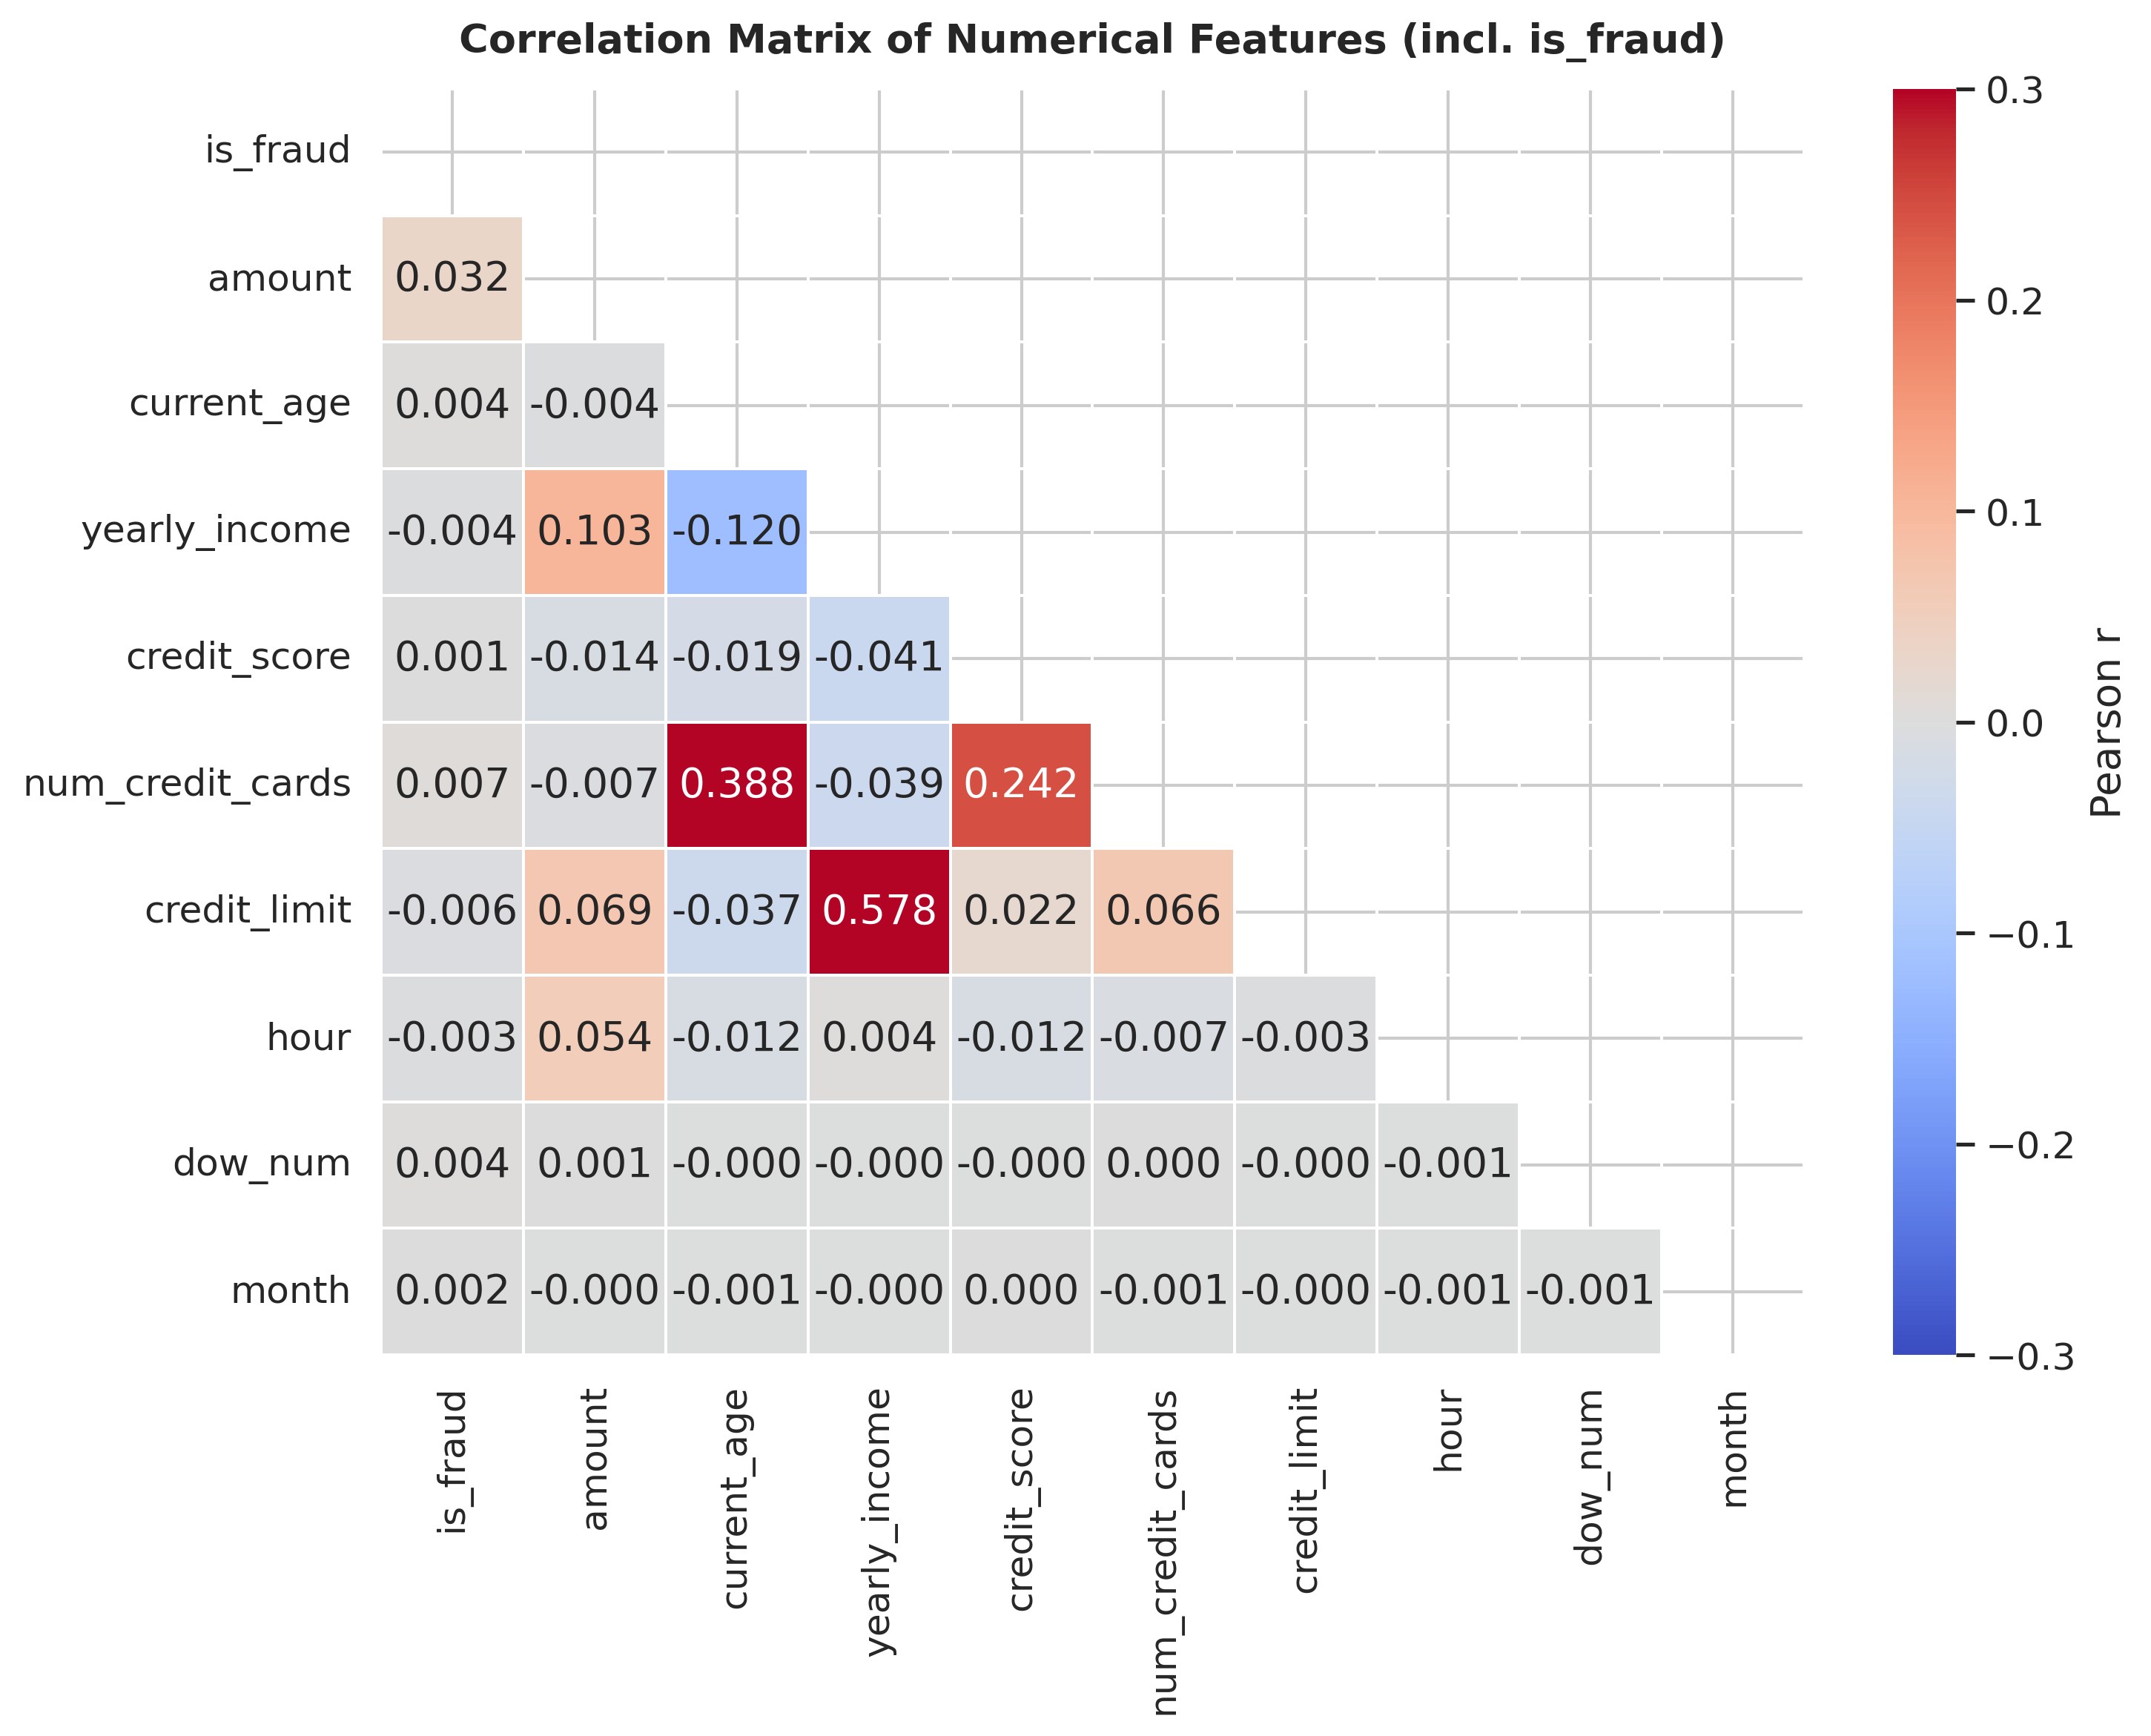 Correlation Matrix of Numerical Features (incl. is_fraud)
is_fraud
amount 0.032
current_age 0.004 -0.004
yearly_income -0.004 0.103 -0.120
credit_score 0.001 -0.014 -0.019 -0.041
num_credit_cards 0.007 -0.007 0.388 -0.039 0.242
credit_limit -0.006 0.069 -0.037 0.578 0.022 0.066
hour -0.003 0.054 -0.012 0.004 -0.012 -0.007 -0.003
dow_num 0.004 0.001 -0.000 -0.000 -0.000 0.000 -0.000 -0.001
month 0.002 -0.000 -0.001 -0.000 0.000 -0.001 -0.000 -0.001 -0.001
is_fraud
amount
current_age
yearly_income
credit_score
num_credit_cards
credit_limit
hour
dow_num
month
0.3
0.2
0.1
0.0
−0.1
−0.2
−0.3
Pearson r